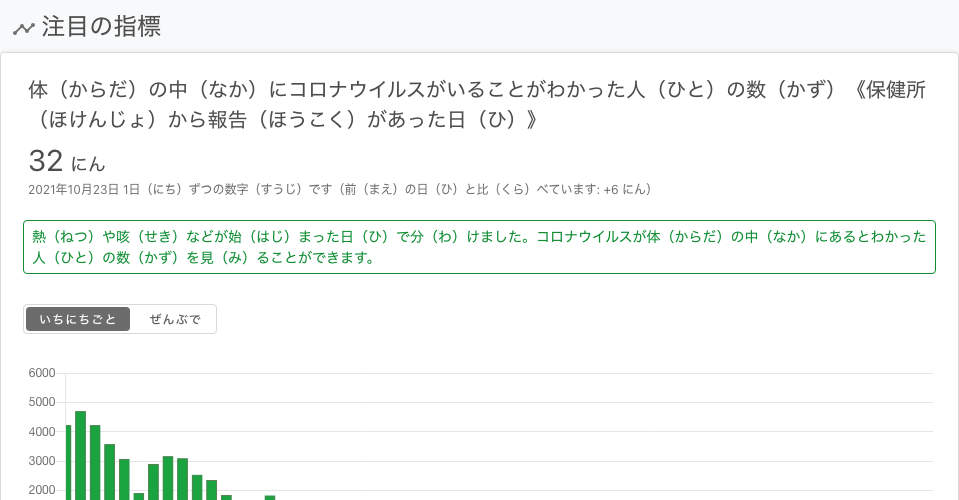 注目の指標
体（からだ）の中（なか）にコロナウイルスがいることがわかった人（ひと）の数（かず）《保健所
（ほけんじょ）から報告（ほうこく）があった日（ひ）》
32 にん
2021年10月23日 1日（にち）ずつの数字（すうじ）です（前（まえ）の日（ひ）と比（くら）べています: +6 にん）
熱（ねつ）や咳（せき）などが始（はじ）まった日（ひ）で分（わ）けました。コロナウイルスが体（からだ）の中（なか）にあるとわかった
人（ひと）の数（かず）を見（み）ることができます。
いちにちごと ぜんぶで
6000
5000
4000
3000
2000